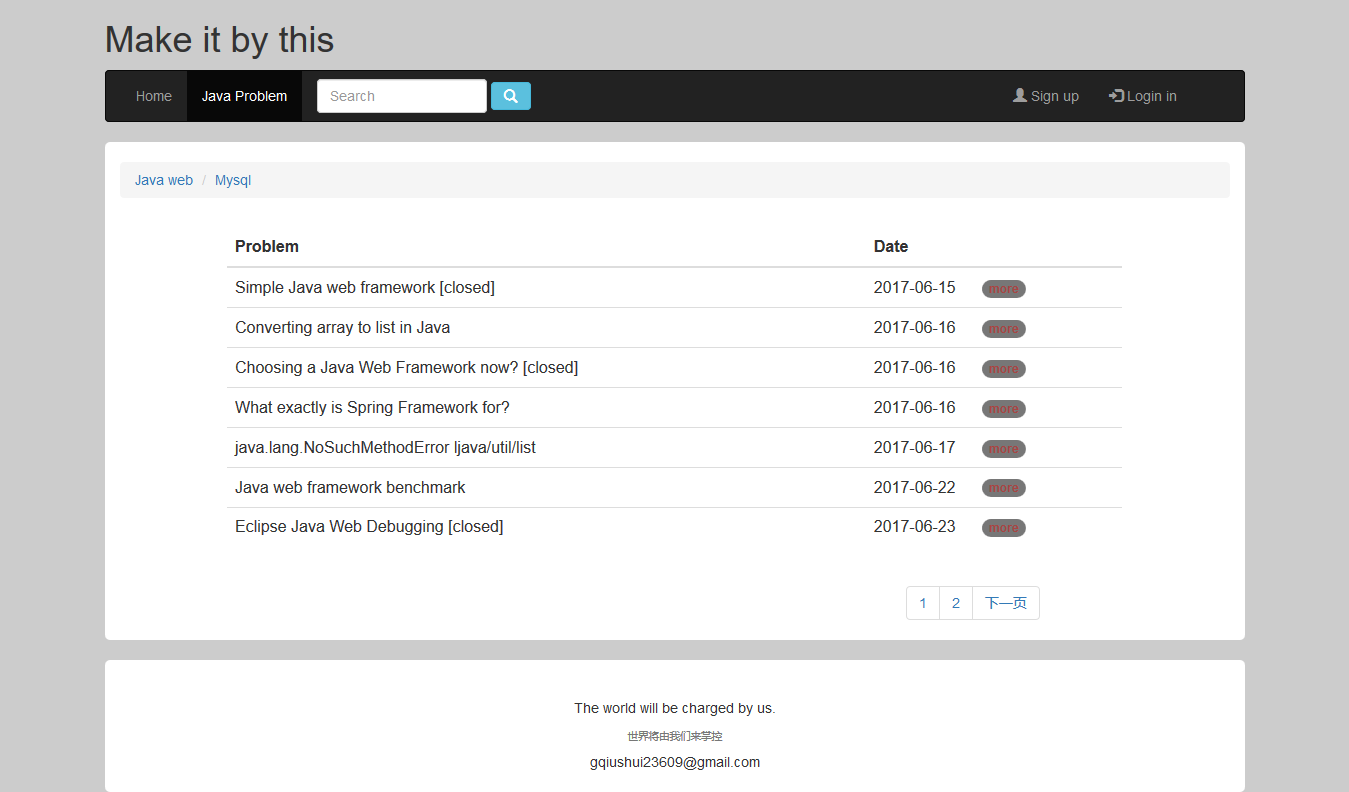 Make it by this
Home Java Problem Search Sign up Login in
Java web / Mysql
Problem Date
Simple Java web framework [closed] 2017-06-15 more
Converting array to list in Java 2017-06-16 more
Choosing a Java Web Framework now? [closed] 2017-06-16 more
What exactly is Spring Framework for? 2017-06-16 more
java.lang.NoSuchMethodError ljava/util/list 2017-06-17 more
Java web framework benchmark 2017-06-22 more
Eclipse Java Web Debugging [closed] 2017-06-23 more
1 2 下一页
The world will be charged by us.
世界将由我们来掌控
gqiushui23609@gmail.com